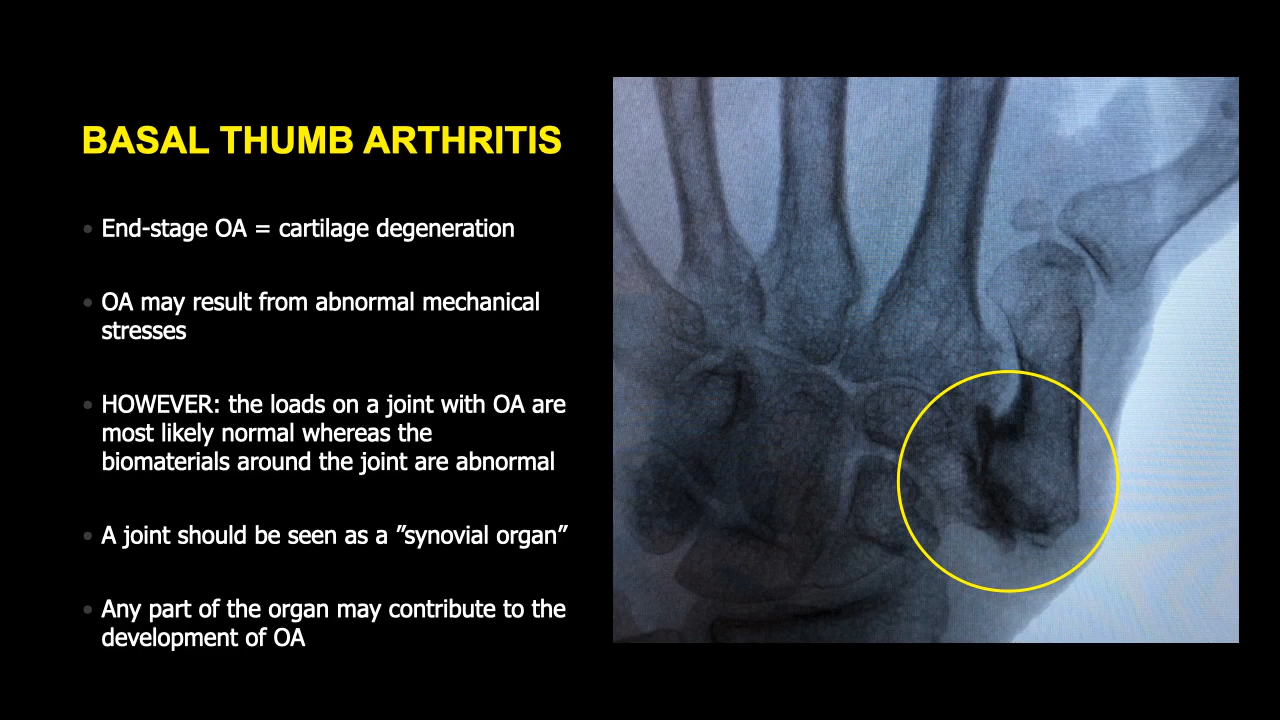 BASAL THUMB ARTHRITIS
• End-stage OA = cartilage degeneration
• OA may result from abnormal mechanical
stresses
• HOWEVER: the loads on a joint with OA are
most likely normal whereas the
biomaterials around the joint are abnormal
• A joint should be seen as a ”synovial organ”
• Any part of the organ may contribute to the
development of OA